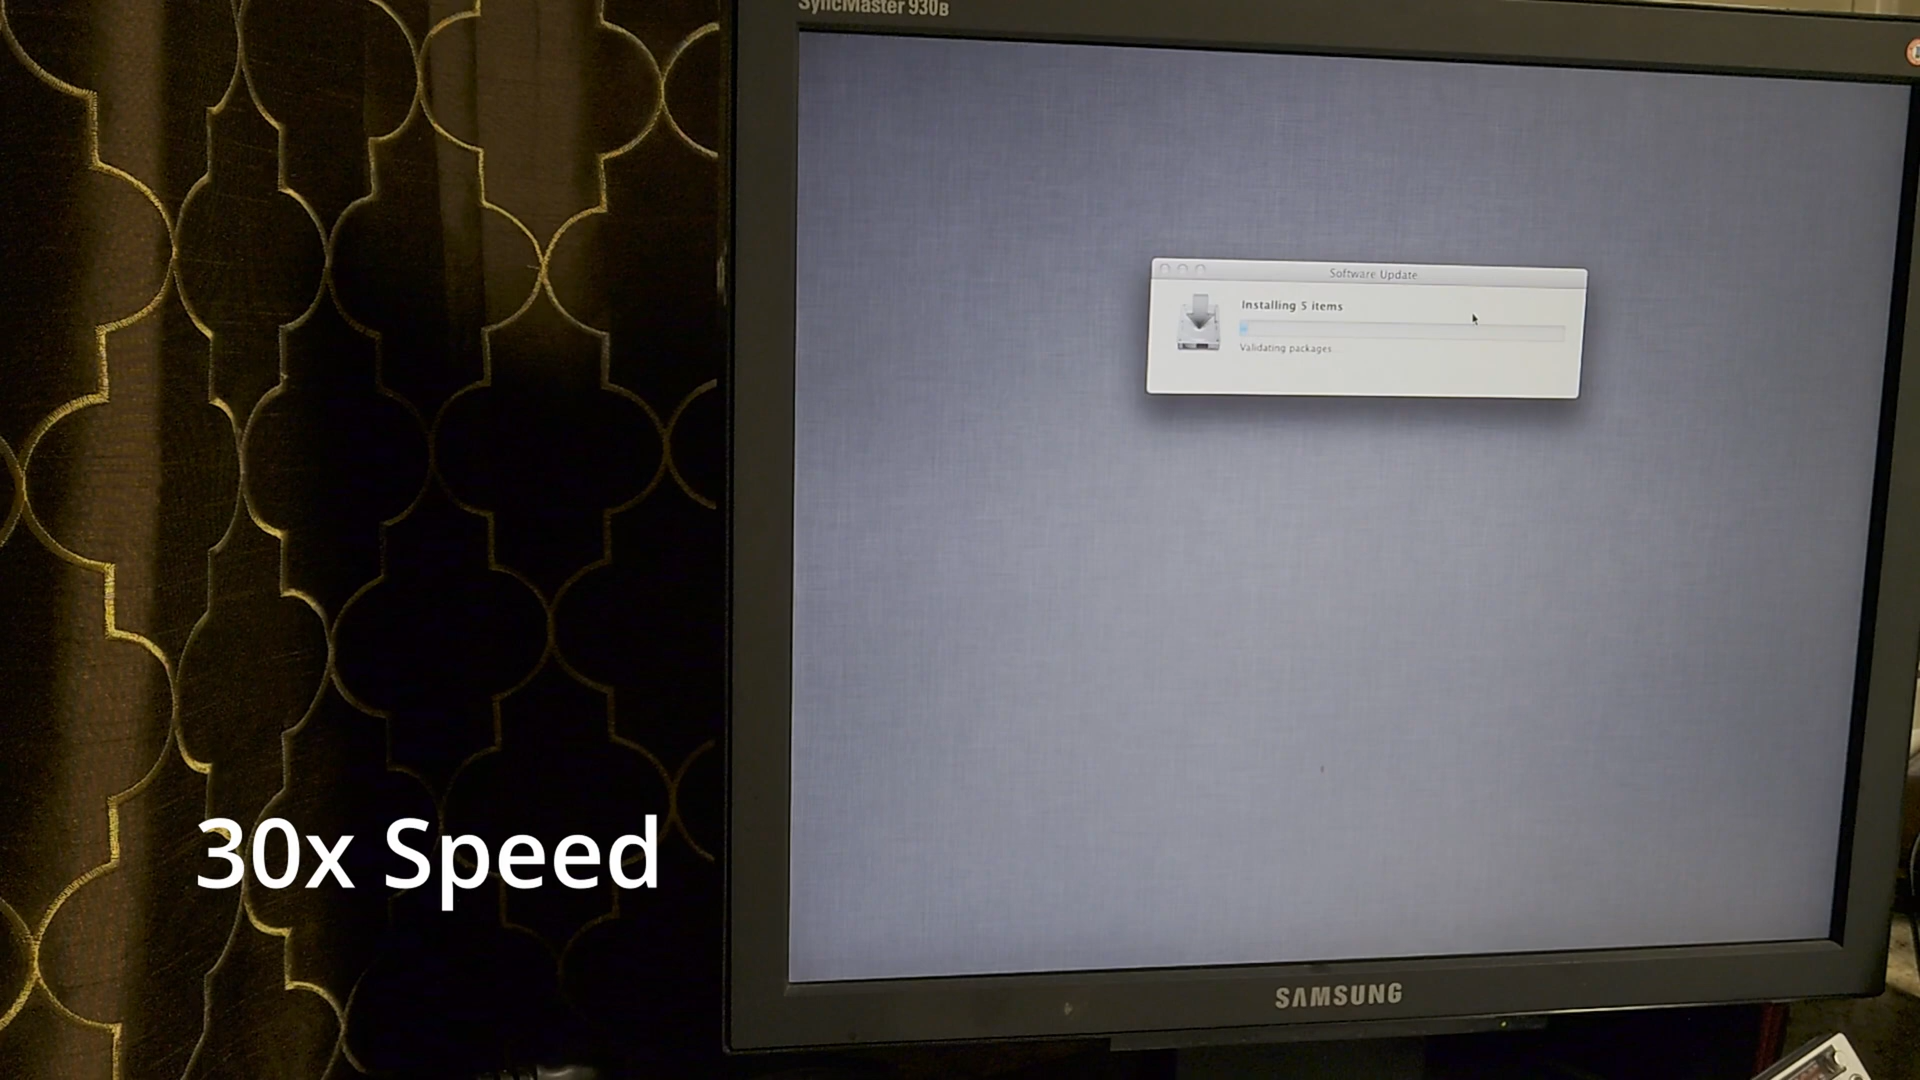 SyncMaster 930B
Software Update
Installing 5 items
Validating packages
30x Speed
SAMSUNG